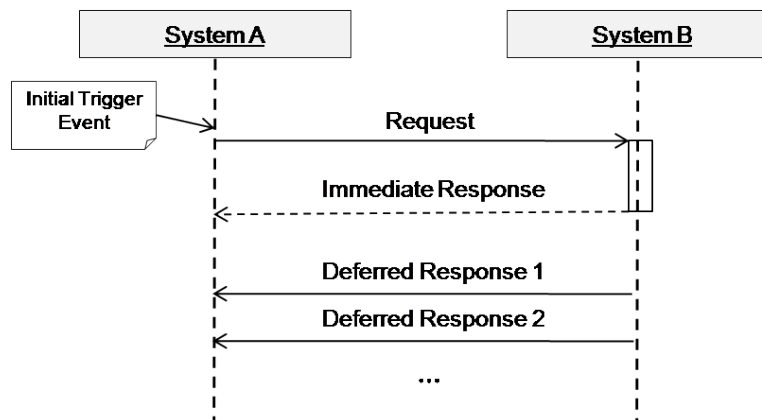 System A
System B
Initial Trigger
Event
Request
Immediate Response
Deferred Response 1
Deferred Response 2
...